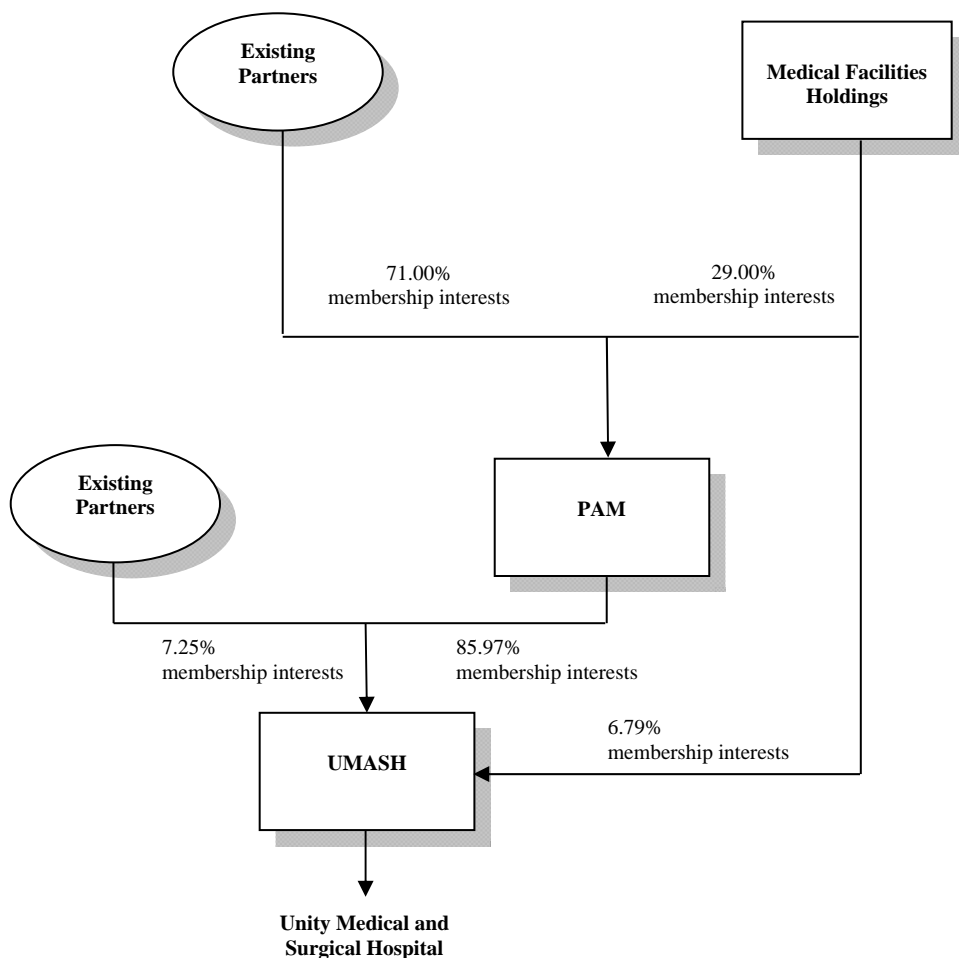 Existing
Partners
Medical Facilities
Holdings
71.00%
membership interests
29.00%
membership interests
Existing
Partners
PAM
7.25%
membership interests
85.97%
membership interests
6.79%
membership interests
UMASH
Unity Medical and
Surgical Hospital